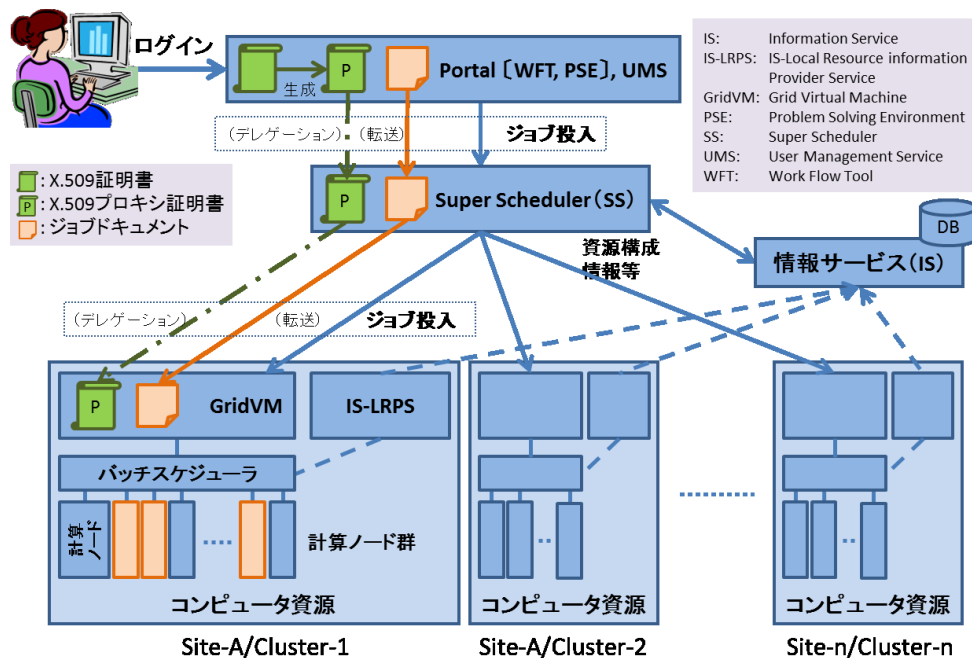 ログイン
Portal〔WFT, PSE〕, UMS
P
生成
IS: Information Service
IS-LRPS: IS-Local Resource information
Provider Service
GridVM: Grid Virtual Machine
PSE: Problem Solving Environment
SS: Super Scheduler
UMS: User Management Service
WFT: Work Flow Tool
（デレゲーション）
（転送）
ジョブ投入
: X.509証明書
P
: X.509プロキシ証明書
: ジョブドキュメント
P
Super Scheduler（SS）
DB
情報サービス（IS）
資源構成
情報等
（デレゲーション）
（転送）
ジョブ投入
P
GridVM
IS-LRPS
バッチスケジューラ
計算
ノード
‥‥
計算ノード群
‥
‥
‥‥‥‥
コンピュータ資源
コンピュータ資源
コンピュータ資源
Site-A/Cluster-1
Site-A/Cluster-2
Site-n/Cluster-n